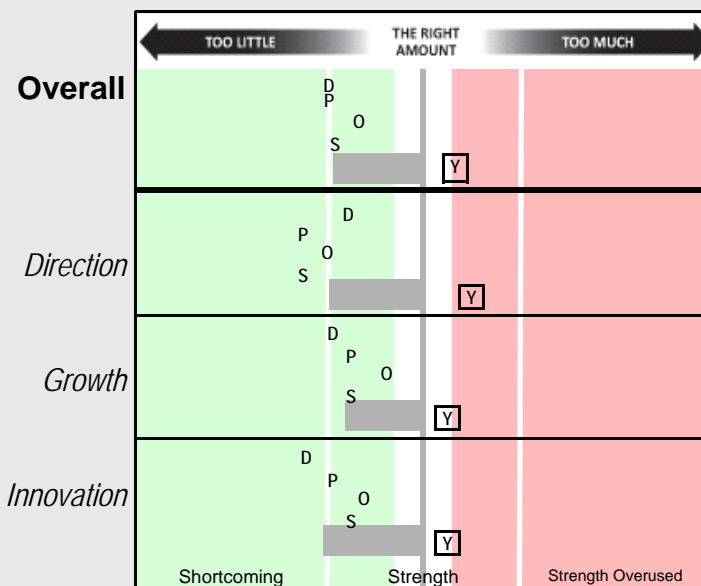 TOO LITTLE
THE RIGHT
AMOUNT
TOO MUCH
Overall
D
P
O
S
Y
Direction
D
P
O
S
Y
Growth
D
P
O
S
Y
Innovation
D
P
O
S
Y
Shortcoming Strength Strength Overused